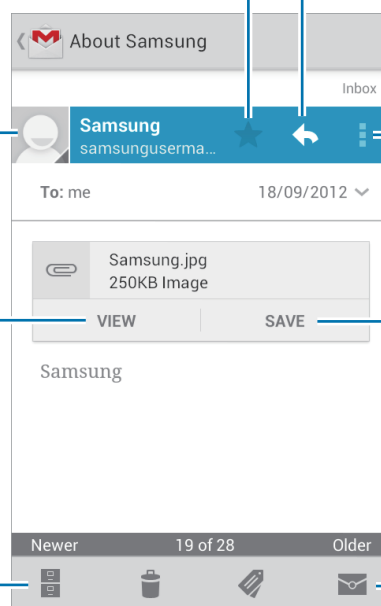 About Samsung
Inbox
Samsung
samsunguserma...
To: me 18/09/2012
Samsung.jpg
250KB Image
VIEW SAVE
Samsung
Newer 19 of 28 Older